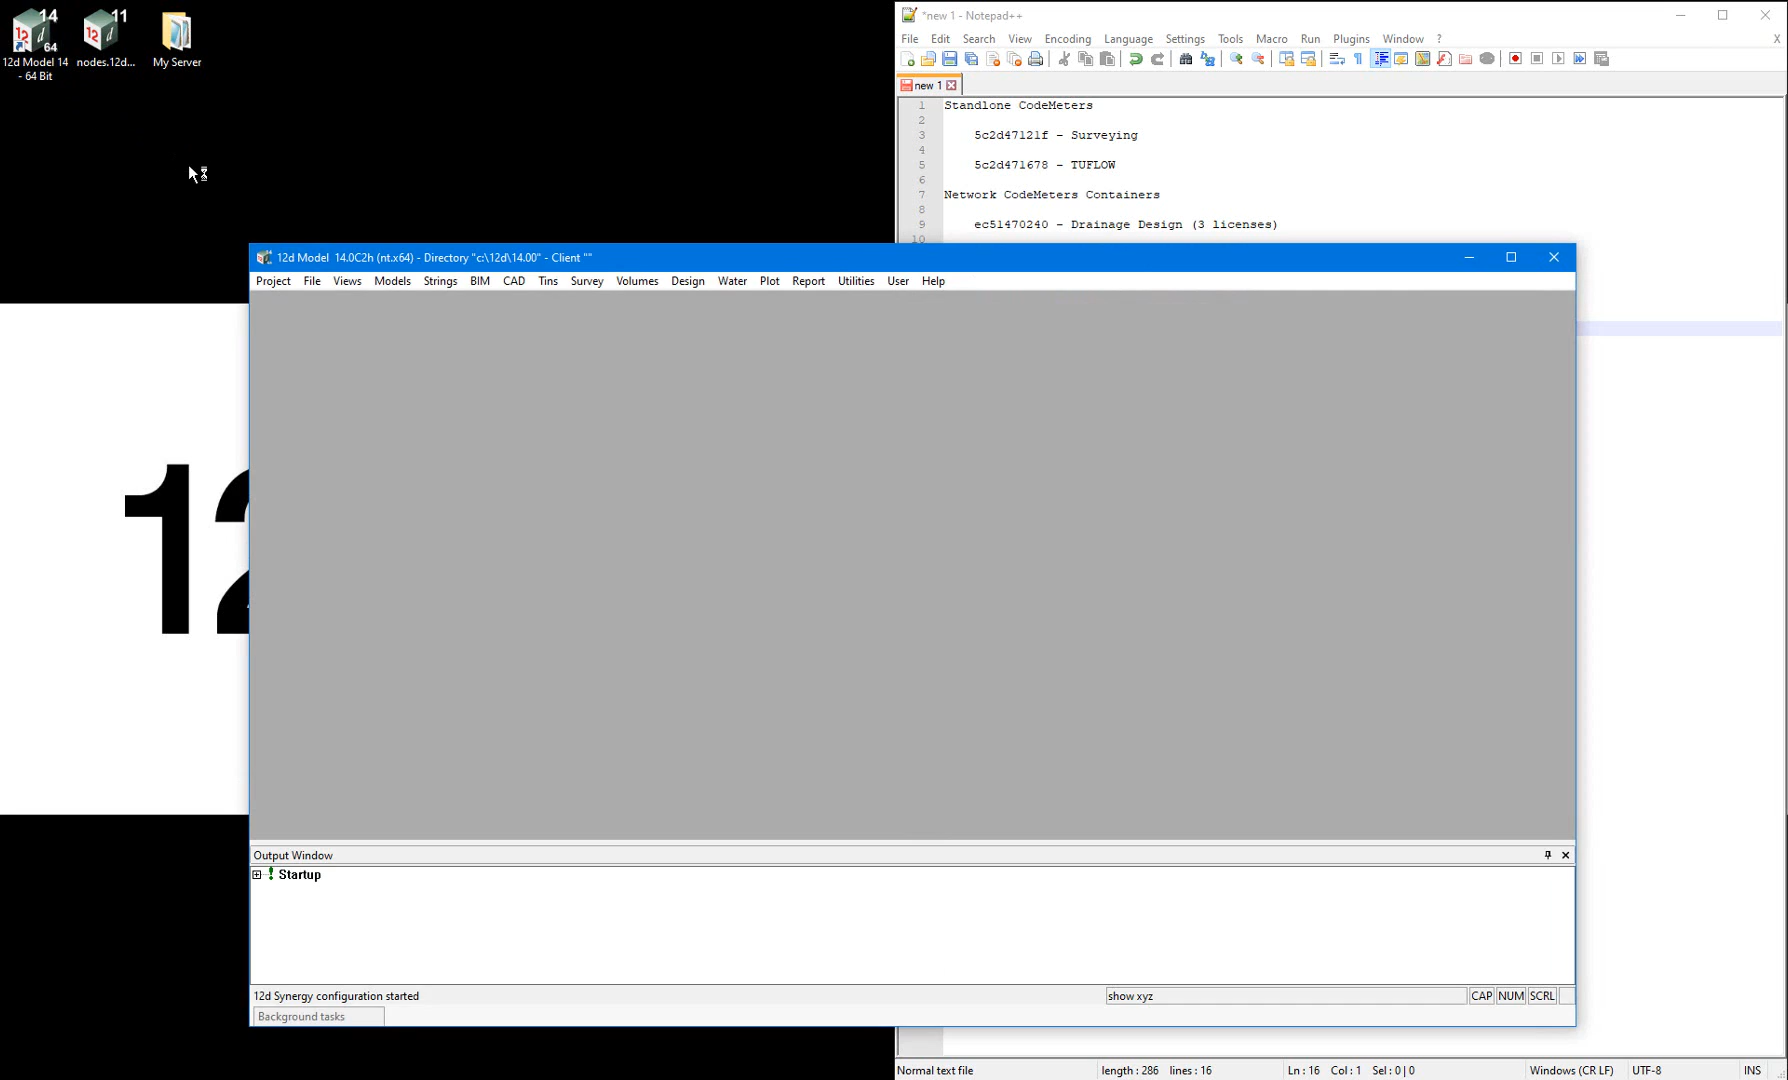 14
12 d 64
12d Model 14
- 64 Bit
11
12 d
nodes.12d...
My Server
12
*new 1 - Notepad++
File Edit Search View Encoding Language Settings Tools Macro Run Plugins Window ? X
new 1
1 Standlone CodeMeters
2
3 5c2d47121f - Surveying
4
5 5c2d471678 - TUFLOW
6
7 Network CodeMeters Containers
8
9 ec51470240 - Drainage Design (3 licenses)
10
12d Model 14.0C2h (nt.x64) - Directory "c:\12d\14.00" - Client ""
Project File Views Models Strings BIM CAD Tins Survey Volumes Design Water Plot Report Utilities User Help
Output Window
Startup
12d Synergy configuration started
show xyz
CAP NUM SCRL
Background tasks
Normal text file
length : 286 lines : 16
Ln : 16 Col : 1 Sel : 0 | 0
Windows (CR LF)
UTF-8
INS